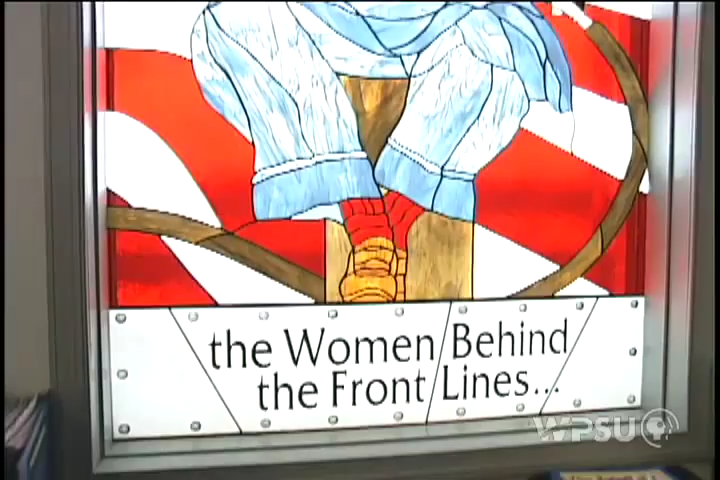 the Women Behind
the Front Lines...
WPSU